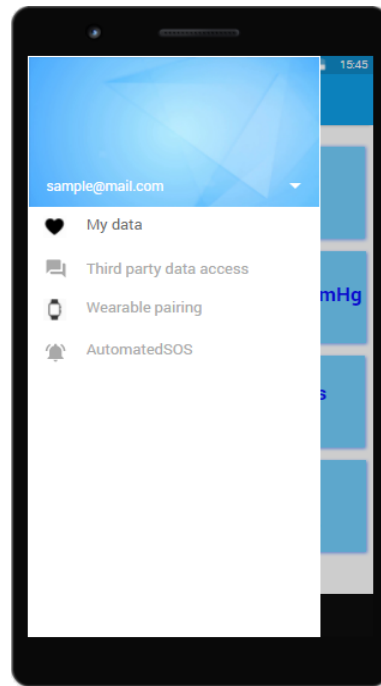 15:45
sample@mail.com
My data
Third party data access
mHg
Wearable pairing
AutomatedSOS
s